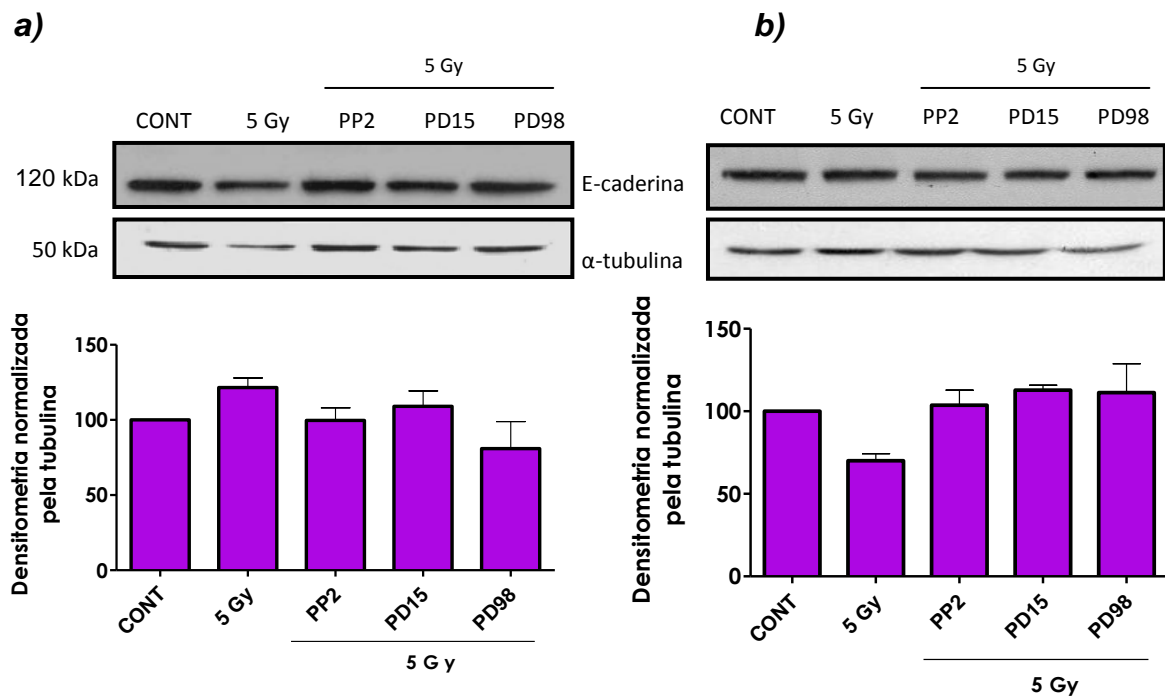 a)
5 Gy
CONT 5 Gy PP2 PD15 PD98
120 kDa
E-caderina
50 kDa
α-tubulina
Densitometria normalizada
pela tubulina
150
100
50
0
CONT
5 Gy
PP2
PD15
PD98
5 G y
b)
5 Gy
CONT 5 Gy PP2 PD15 PD98
Densitometria normalizada
pela tubulina
150
100
50
0
CONT
5 Gy
PP2
PD15
PD98
5 Gy